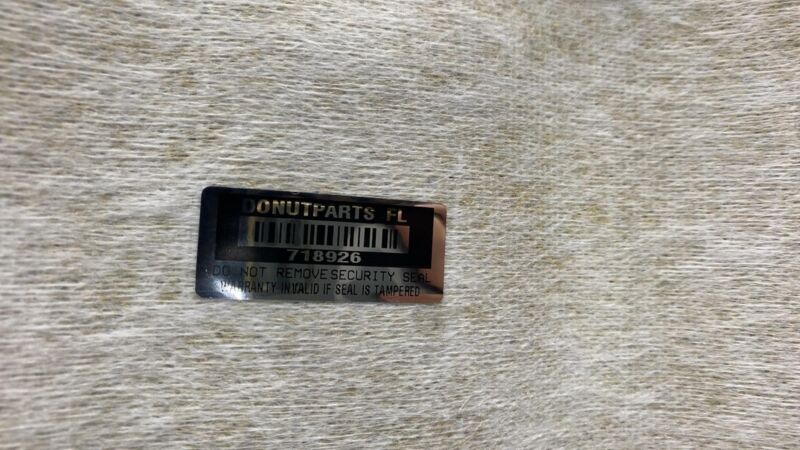 DONUTPARTS FL
718926
DO NOT REMOVE SECURITY SEAL
WARRANTY INVALID IF SEAL IS TAMPERED